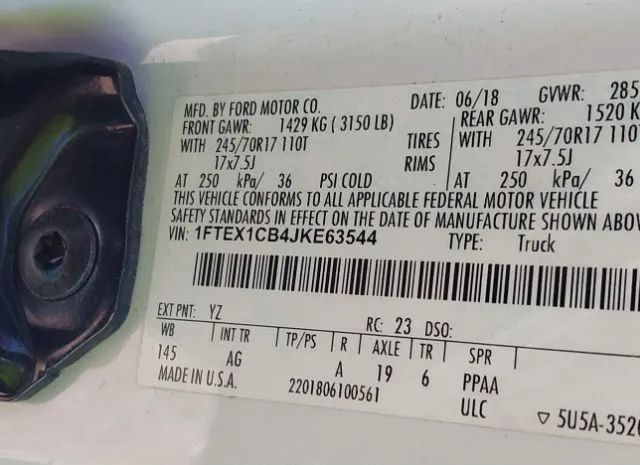 MFD. BY FORD MOTOR CO. DATE: 06/18 GVWR: 285
FRONT GAWR: 1429 KG ( 3150 LB) REAR GAWR: 1520 K
WITH 245/70R17 110T TIRES WITH 245/70R17 110
17x7.5J RIMS 17x7.5J
AT 250 kPa/ 36 PSI COLD AT 250 kPa/ 36
THIS VEHICLE CONFORMS TO ALL APPLICABLE FEDERAL MOTOR VEHICLE
SAFETY STANDARDS IN EFFECT ON THE DATE OF MANUFACTURE SHOWN ABOV
VIN: 1FTEX1CB4JKE63544 TYPE: Truck
EXT PNT: YZ RC: 23 DSO:
WB INT TR TP/PS R AXLE TR SPR
145 AG A 19 6 PPAA
MADE IN U.S.A. 2201806100561 ULC
▽ 5U5A-3520